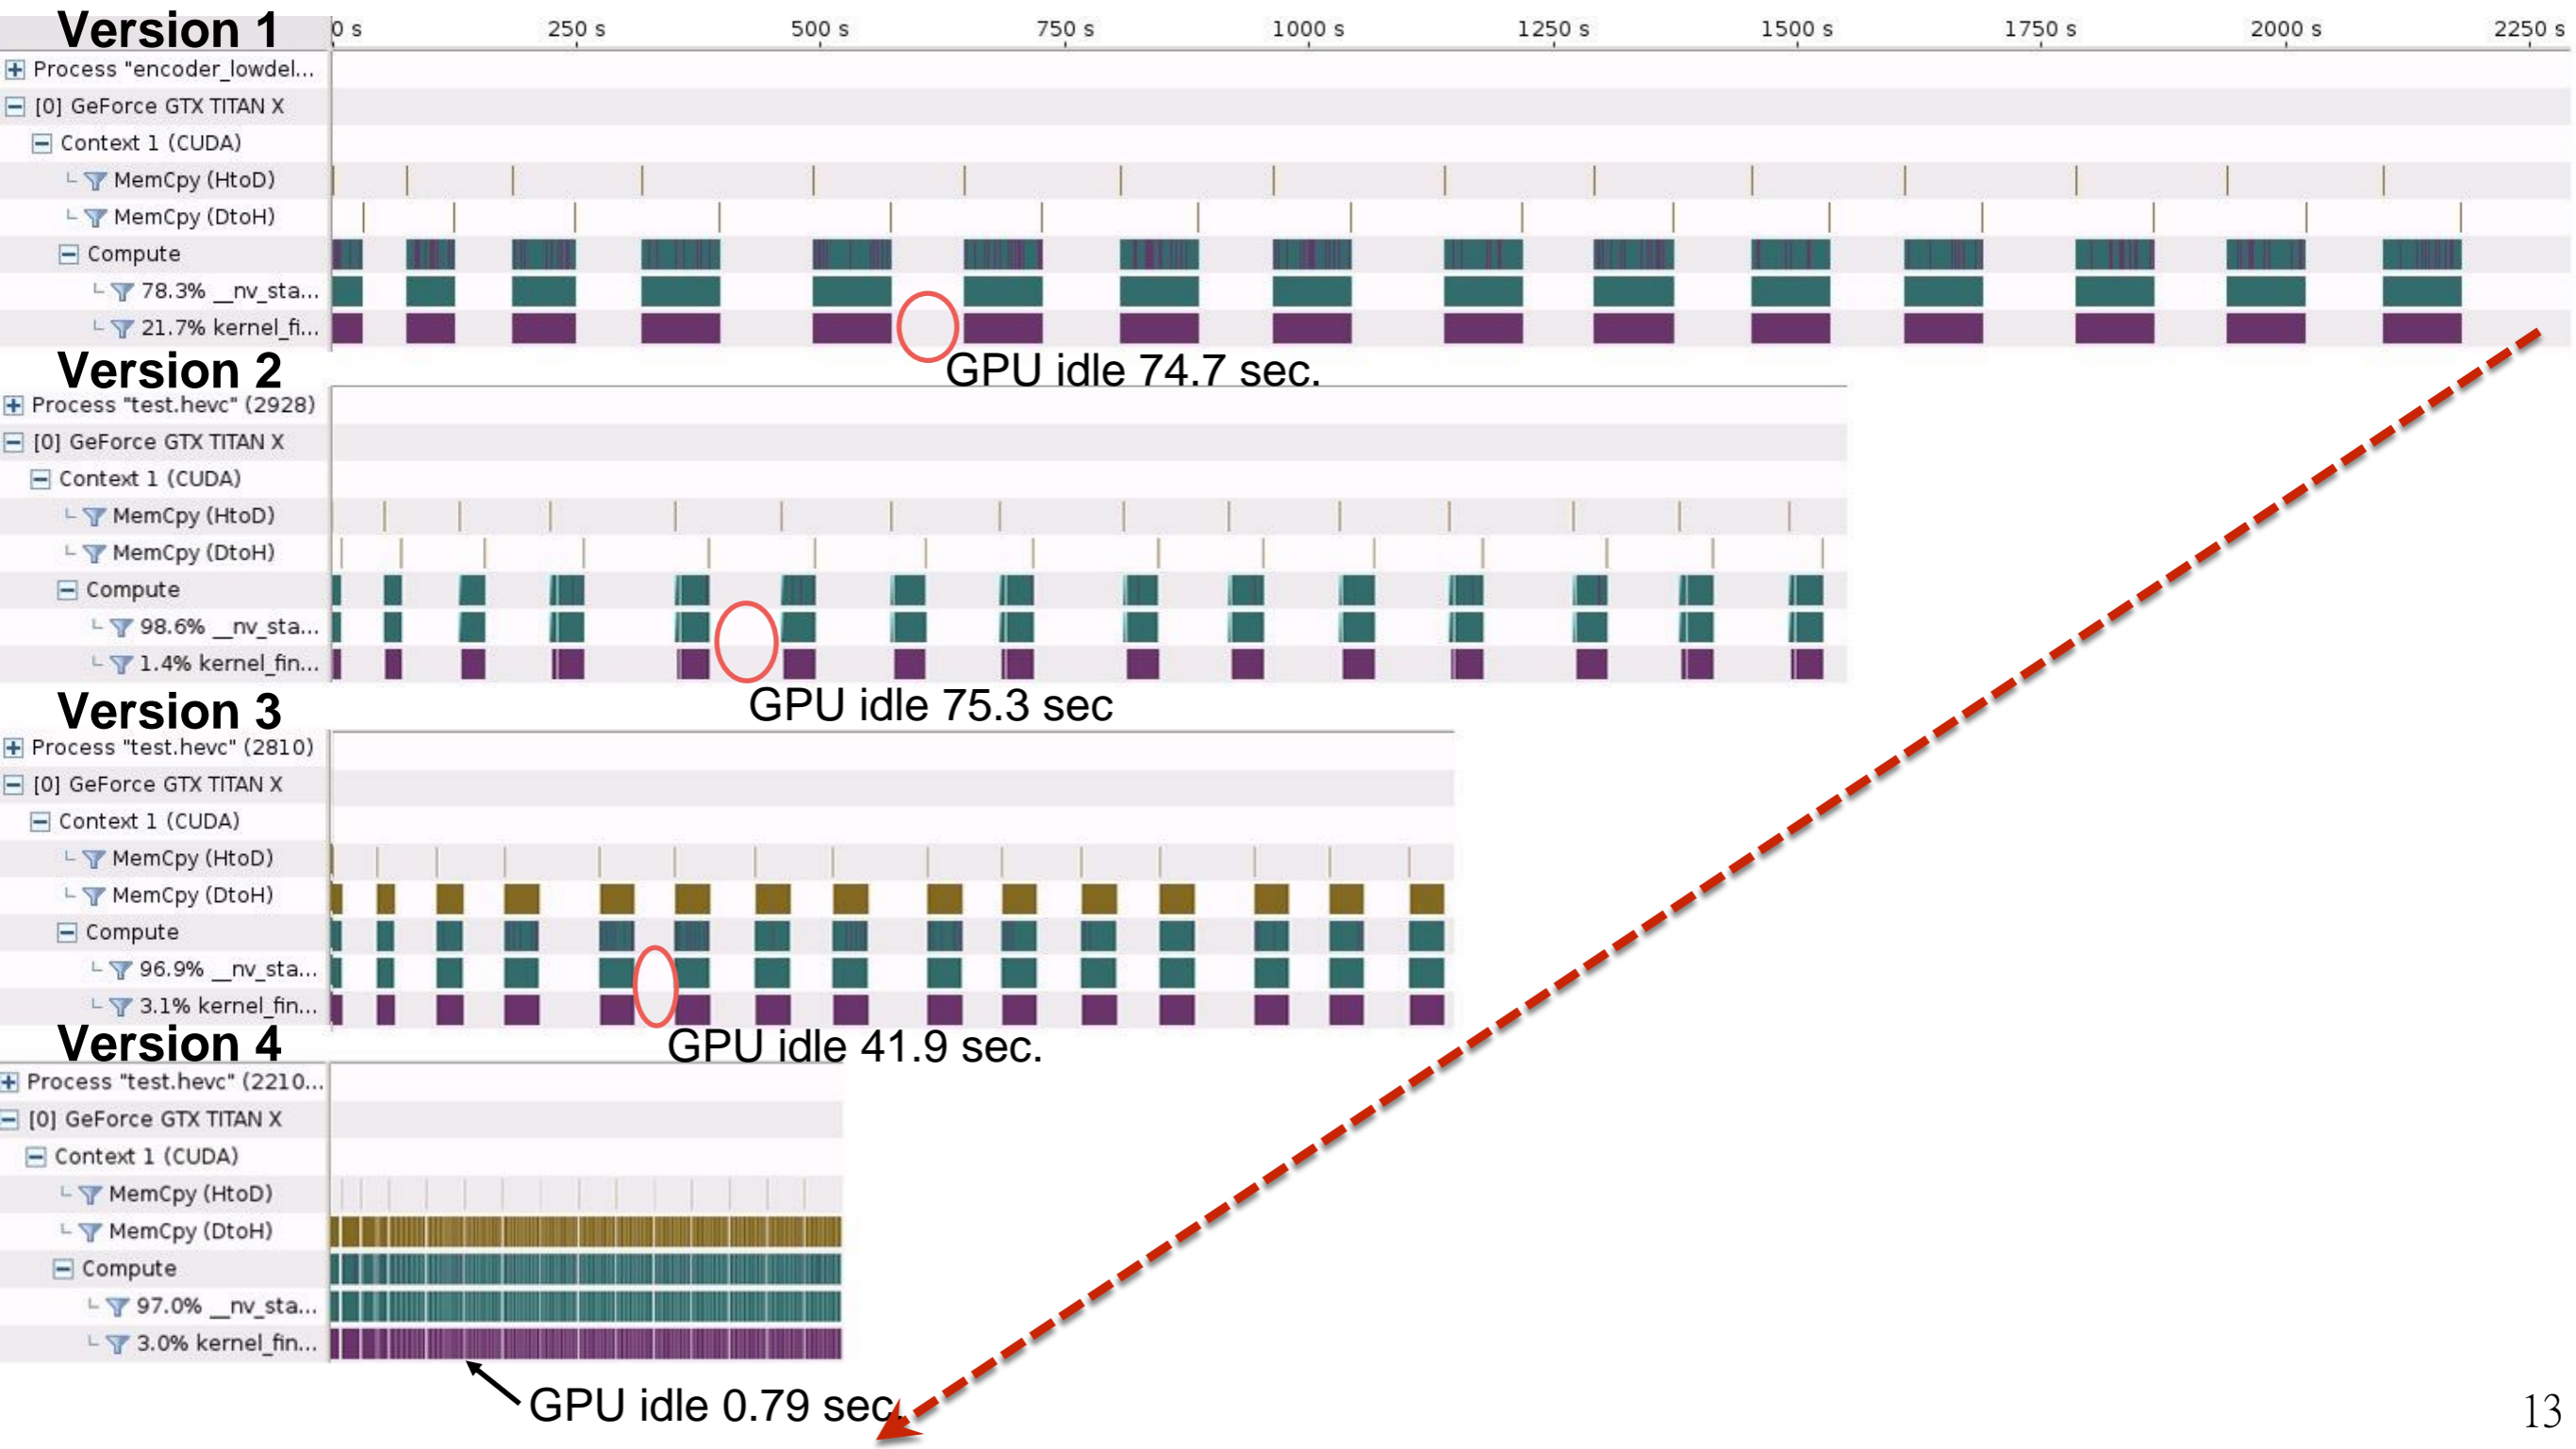 Version 1
0 s 250 s 500 s 750 s 1000 s 1250 s 1500 s 1750 s 2000 s 2250 s
Process "encoder_lowdel...
[0] GeForce GTX TITAN X
Context 1 (CUDA)
MemCpy (HtoD)
MemCpy (DtoH)
Compute
78.3% __nv_sta...
21.7% kernel_fi...
GPU idle 74.7 sec.
Version 2
Process "test.hevc" (2928)
[0] GeForce GTX TITAN X
Context 1 (CUDA)
MemCpy (HtoD)
MemCpy (DtoH)
Compute
98.6% __nv_sta...
1.4% kernel_fin...
GPU idle 75.3 sec
Version 3
Process "test.hevc" (2810)
[0] GeForce GTX TITAN X
Context 1 (CUDA)
MemCpy (HtoD)
MemCpy (DtoH)
Compute
96.9% __nv_sta...
3.1% kernel_fin...
GPU idle 41.9 sec.
Version 4
Process "test.hevc" (2210...
[0] GeForce GTX TITAN X
Context 1 (CUDA)
MemCpy (HtoD)
MemCpy (DtoH)
Compute
97.0% __nv_sta...
3.0% kernel_fin...
GPU idle 0.79 sec.
13